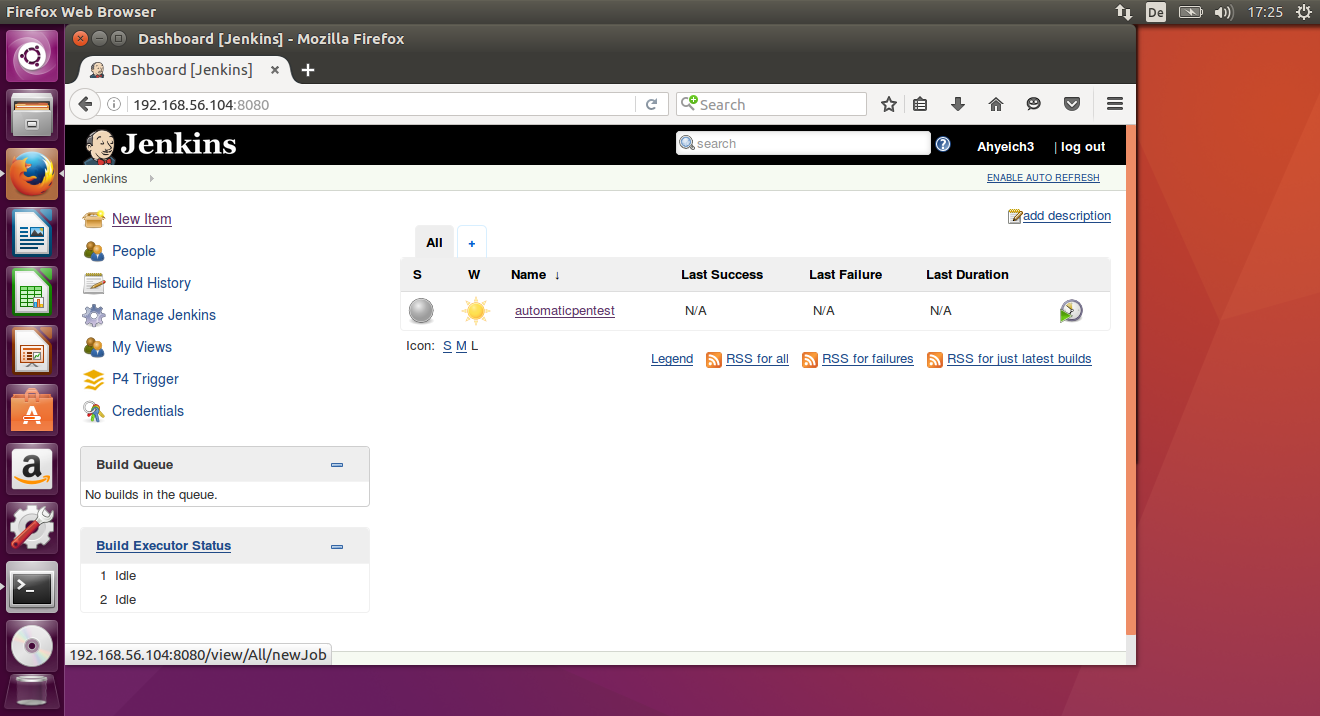 Firefox Web Browser De 17:25
Dashboard [Jenkins] - Mozilla Firefox
Dashboard [Jenkins]
192.168.56.104:8080 Search
Jenkins search Ahyeich3 | log out
Jenkins ENABLE AUTO REFRESH
New Item
People
Build History
Manage Jenkins
My Views
P4 Trigger
Credentials
add description
All +
S W Name ↓ Last Success Last Failure Last Duration
automaticpentest N/A N/A N/A
Icon: S M L
Legend RSS for all RSS for failures RSS for just latest builds
Build Queue
No builds in the queue.
Build Executor Status
1 Idle
2 Idle
192.168.56.104:8080/view/All/newJob